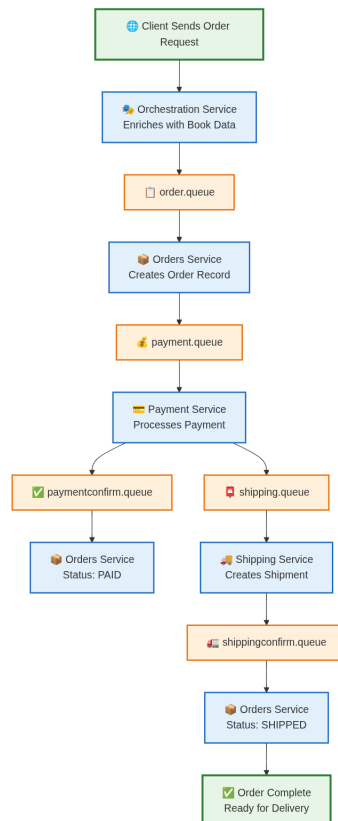 🌐 Client Sends Order
Request
🎭 Orchestration Service
Enriches with Book Data
📋 order.queue
📦 Orders Service
Creates Order Record
💰 payment.queue
💳 Payment Service
Processes Payment
✅ paymentconfirm.queue
📮 shipping.queue
📦 Orders Service
Status: PAID
🚚 Shipping Service
Creates Shipment
🚛 shippingconfirm.queue
📦 Orders Service
Status: SHIPPED
✅ Order Complete
Ready for Delivery